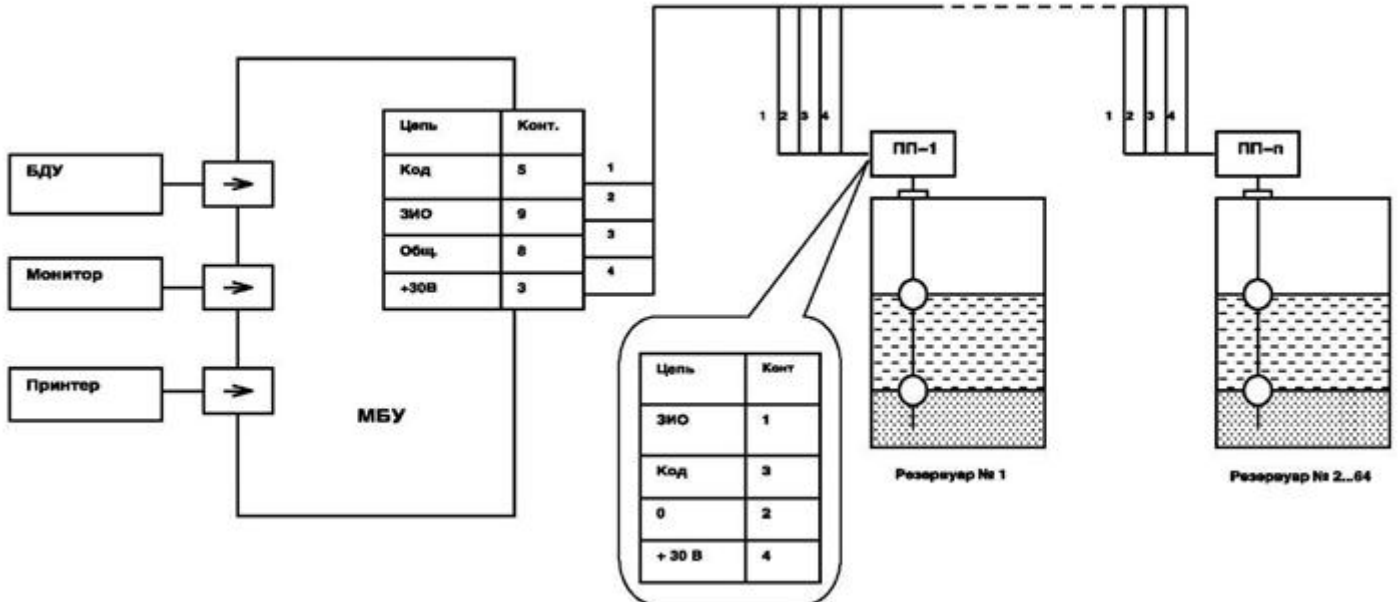 БДУ
Монитор
Принтер
МБУ
Цепь Конт.
Код 5
ЗИО 9
Общ. 8
+30В 3
1
2
3
4
1 2 3 4
ПП–1
Цепь Конт
ЗИО 1
Код 3
0 2
+ 30 В 4
Резервуар № 1
1 2 3 4
ПП–n
Резервуар № 2...64